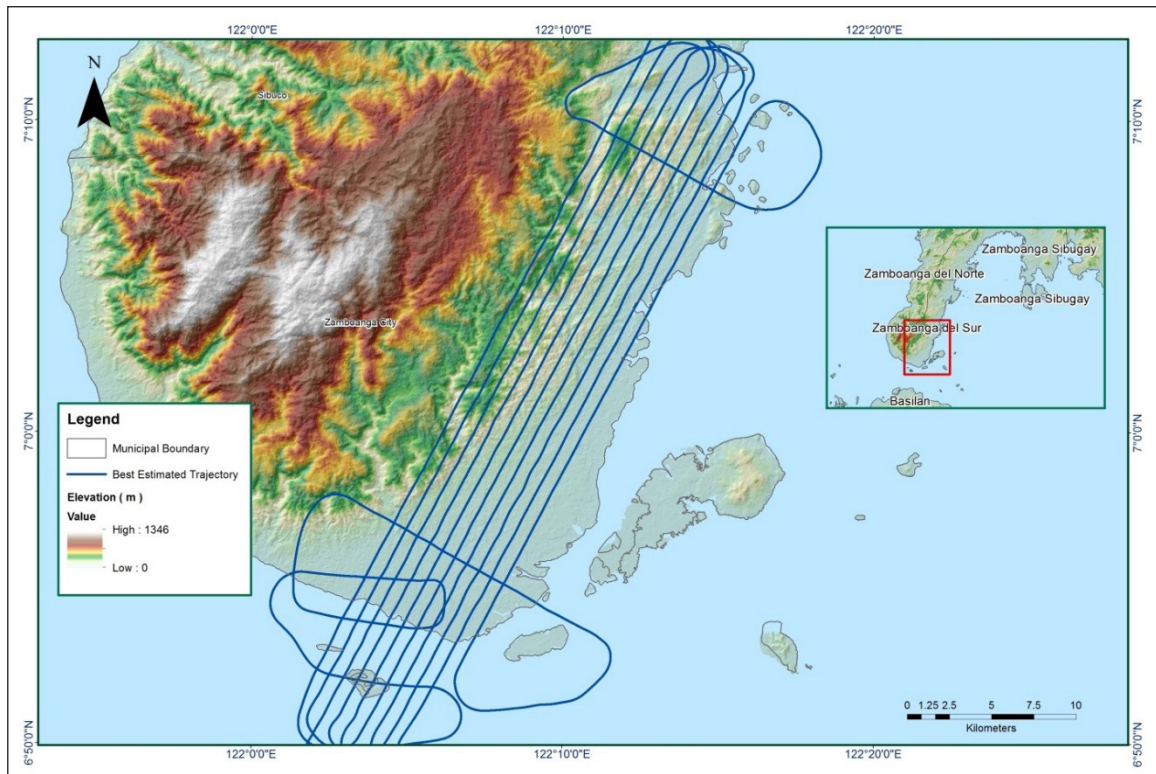 122°0'0"E 122°10'0"E 122°20'0"E
N
Sibuco
7°10'0"N 7°10'0"N
Zamboanga Sibugay
Zamboanga del Norte
Zamboanga Sibugay
Zamboanga City
Zamboanga del Sur
Basilan
Legend
Municipal Boundary
Best Estimated Trajectory
Elevation ( m )
Value
High : 1346
Low : 0
7°0'0"N 7°0'0"N
0 1.25 2.5 5 7.5 10
Kilometers
6°50'0"N 6°50'0"N
122°0'0"E 122°10'0"E 122°20'0"E